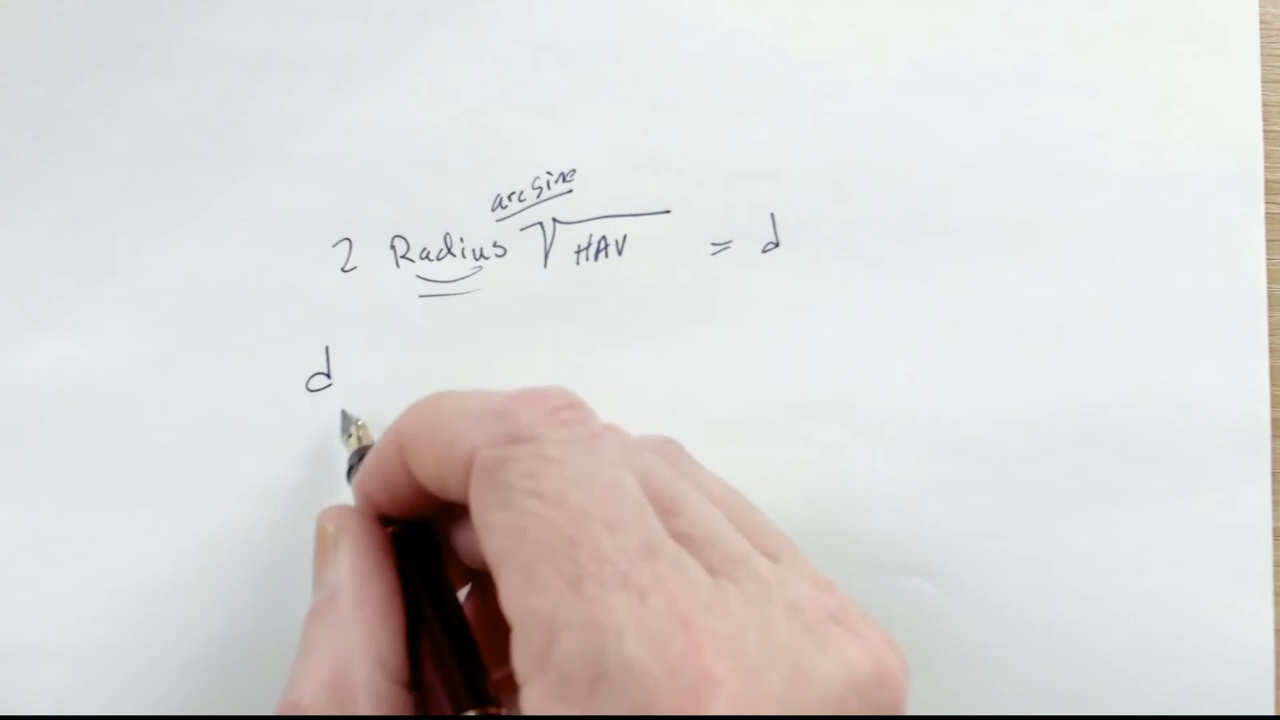 arcsine
2 Radius √HAV = d
d